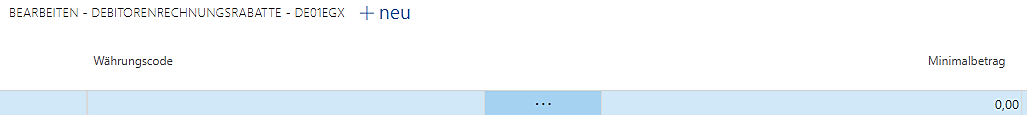 BEARBEITEN - DEBITORENRECHNUNGSRABATTE - DE01EGX + neu
Währungscode Minimalbetrag
... 0,00